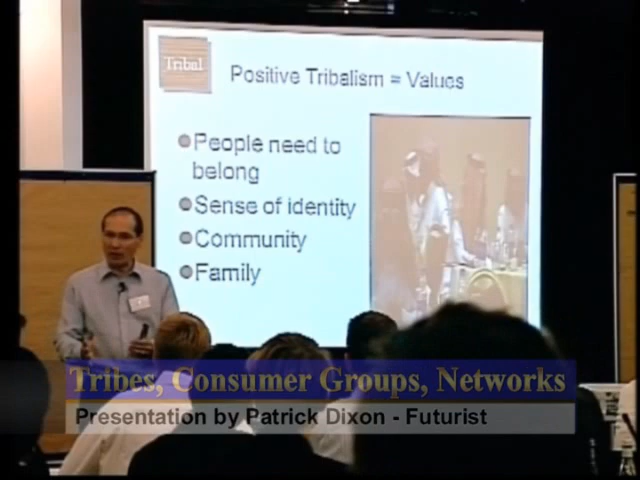 Tribal
Positive Tribalism = Values
People need to
belong
Sense of identity
Community
Family
Tribes, Consumer Groups, Networks
Presentation by Patrick Dixon - Futurist